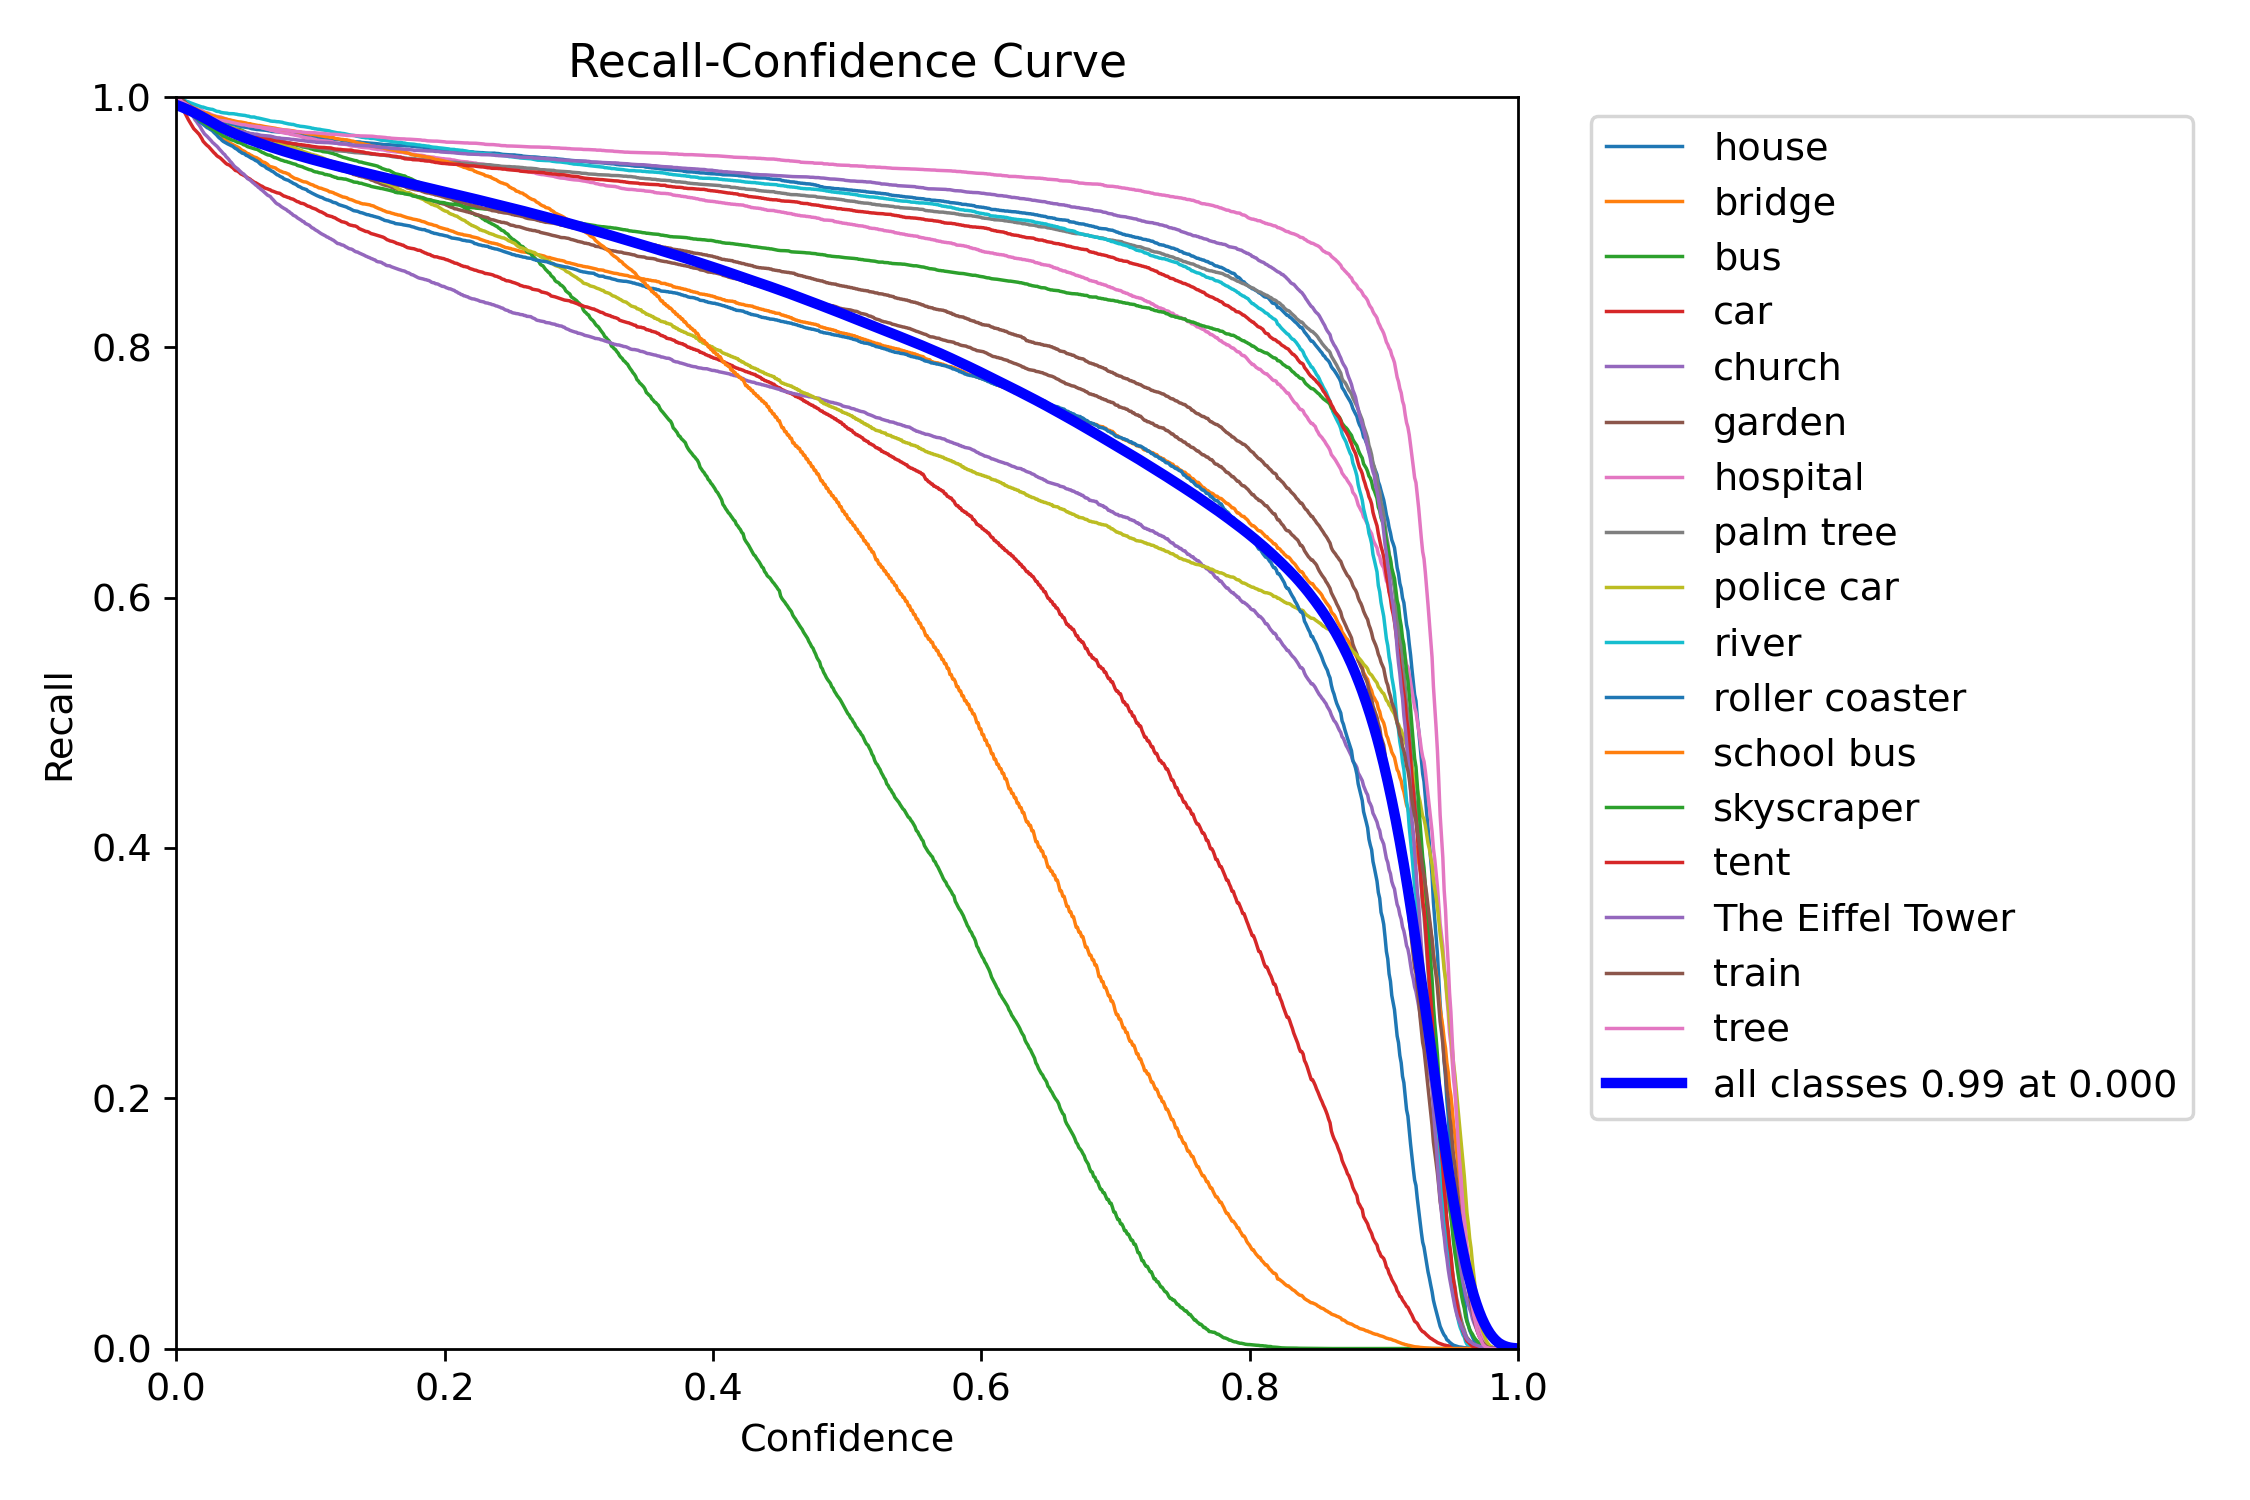 Recall-Confidence Curve
1.0
0.8
0.6
0.4
0.2
0.0
Recall
0.0 0.2 0.4 0.6 0.8 1.0
Confidence
house
bridge
bus
car
church
garden
hospital
palm tree
police car
river
roller coaster
school bus
skyscraper
tent
The Eiffel Tower
train
tree
all classes 0.99 at 0.000